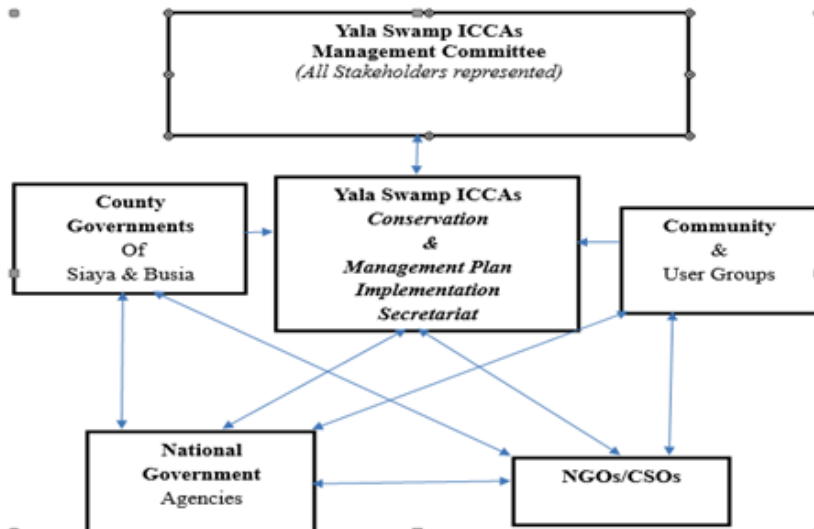 Yala Swamp ICCAs
Management Committee
(All Stakeholders represented)
County
Governments
Of
Siaya & Busia
Yala Swamp ICCAs
Conservation
&
Management Plan
Implementation
Secretariat
Community
&
User Groups
National
Government
Agencies
NGOs/CSOs